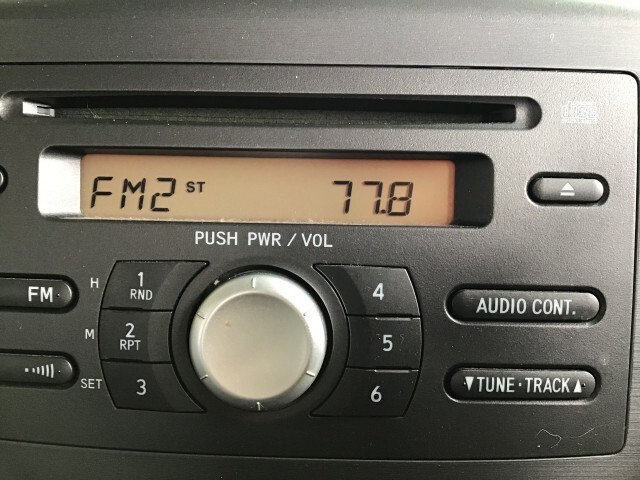 FM2 ST 77.8
PUSH PWR / VOL
FM
H
M
SET
1
RND
2
RPT
3
4
5
6
AUDIO CONT.
▼TUNE · TRACK▲